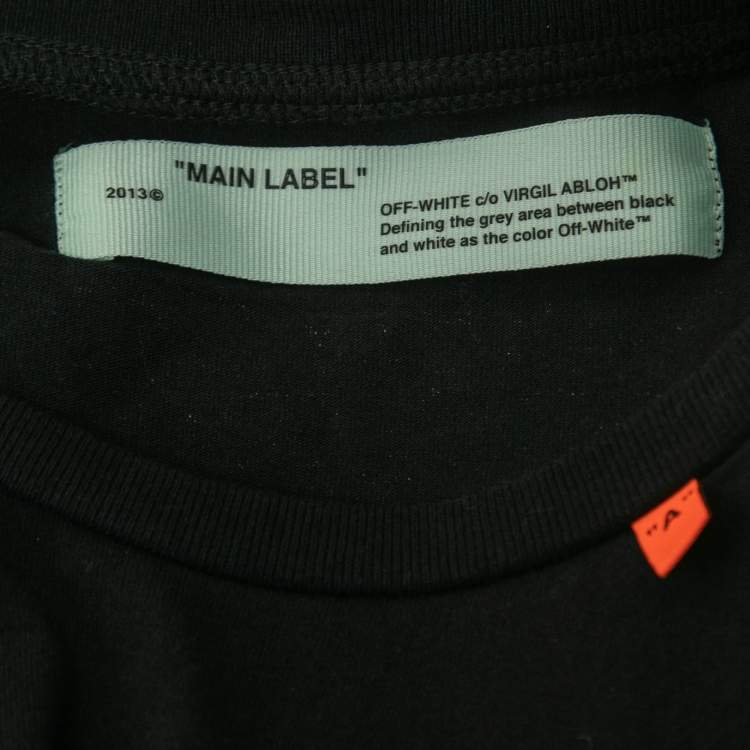 "MAIN LABEL"
2013©
OFF-WHITE c/o VIRGIL ABLOH™
Defining the grey area between black
and white as the color Off-White™
"A"